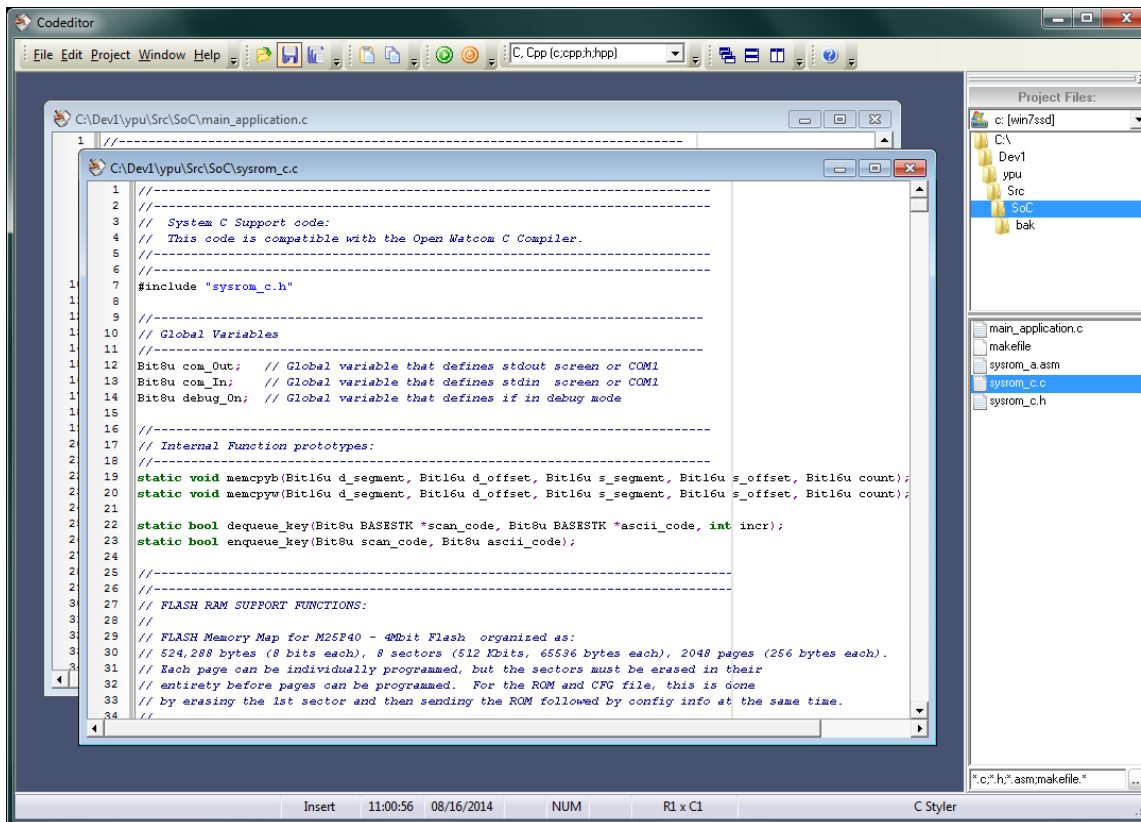 Codeditor
File Edit Project Window Help C, Cpp (c;cpp;h;hpp)
C:\Dev1\ypu\Src\SoC\main_application.c
1 //---------------------------------------------------------------------------
C:\Dev1\ypu\Src\SoC\sysrom_c.c
1 //---------------------------------------------------------------------------
2 //---------------------------------------------------------------------------
3 //  System C Support code:
4 //  This code is compatible with the Open Watcom C Compiler.
5 //---------------------------------------------------------------------------
6 //---------------------------------------------------------------------------
7 #include "sysrom_c.h"
8
9 //--------------------------------------------------------------------------
10 // Global Variables
11 //--------------------------------------------------------------------------
12 Bit8u com_Out;   // Global variable that defines stdout screen or COM1
13 Bit8u com_In;    // Global variable that defines stdin  screen or COM1
14 Bit8u debug_On;  // Global variable that defines if in debug mode
15
16 //---------------------------------------------------------------------------
17 // Internal Function prototypes:
18 //---------------------------------------------------------------------------
19 static void memcpyb(Bit16u d_segment, Bit16u d_offset, Bit16u s_segment, Bit16u s_offset, Bit16u count);
20 static void memcpyw(Bit16u d_segment, Bit16u d_offset, Bit16u s_segment, Bit16u s_offset, Bit16u count);
21
22 static bool dequeue_key(Bit8u BASESTK *scan_code, Bit8u BASESTK *ascii_code, int incr);
23 static bool enqueue_key(Bit8u scan_code, Bit8u ascii_code);
24
25 //------------------------------------------------------------------------------
26 //------------------------------------------------------------------------------
27 // FLASH RAM SUPPORT FUNCTIONS:
28 //
29 // FLASH Memory Map for M25P40 - 4Mbit Flash  organized as:
30 // 524,288 bytes (8 bits each), 8 sectors (512 Kbits, 65536 bytes each), 2048 pages (256 bytes each).
31 // Each page can be individually programmed, but the sectors must be erased in their
32 // entirety before pages can be programmed.  For the ROM and CFG file, this is done
33 // by erasing the 1st sector and then sending the ROM followed by config info at the same time.
34 //
Project Files:
c: [win7ssd]
C:\
Dev1
ypu
Src
SoC
bak
main_application.c
makefile
sysrom_a.asm
sysrom_c.c
sysrom_c.h
*.c;*.h;*.asm;makefile.*
...
Insert 11:00:56 08/16/2014 NUM R1 x C1 C Styler